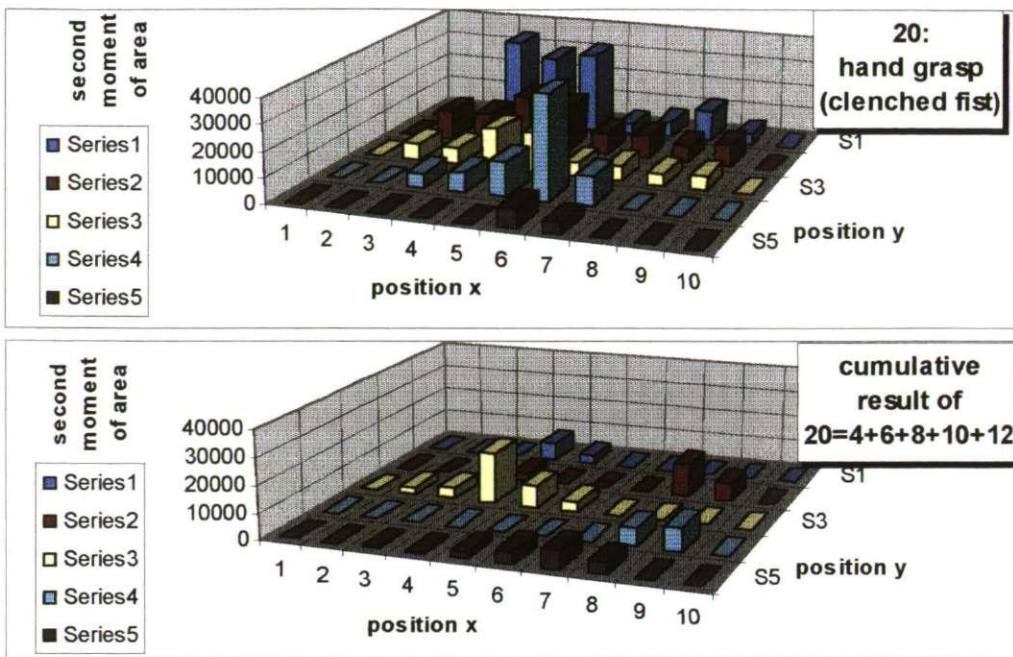 second
moment
of area
40000
30000
20000
10000
0
Series1
Series2
Series3
Series4
Series5
1 2 3 4 5 6 7 8 9 10
position x
S1
S3
S5
position y
20:
hand grasp
(clenched fist)
second
moment
of area
40000
30000
20000
10000
0
Series1
Series2
Series3
Series4
Series5
1 2 3 4 5 6 7 8 9 10
position x
S1
S3
S5
position y
cumulative
result of
20=4+6+8+10+12